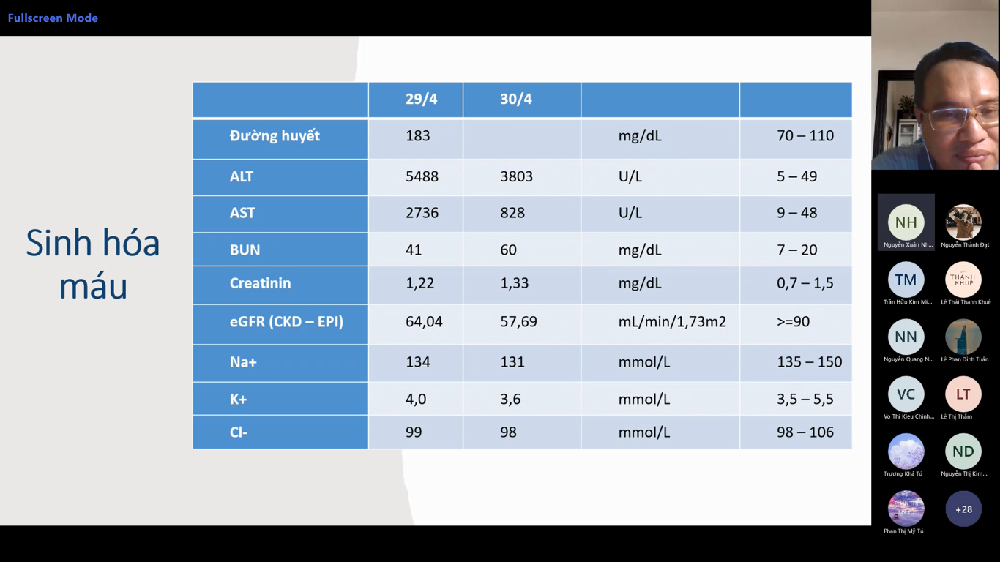 Fullscreen Mode
Sinh hóa
máu
29/4 30/4
Đường huyết 183 mg/dL 70 – 110
ALT 5488 3803 U/L 5 – 49
AST 2736 828 U/L 9 – 48
BUN 41 60 mg/dL 7 – 20
Creatinin 1,22 1,33 mg/dL 0,7 – 1,5
eGFR (CKD – EPI) 64,04 57,69 mL/min/1,73m2 >=90
Na+ 134 131 mmol/L 135 – 150
K+ 4,0 3,6 mmol/L 3,5 – 5,5
Cl- 99 98 mmol/L 98 – 106
NH
Nguyễn Xuân Nh... Nguyễn Thành Đạt
TM THANH KHUÊ
Trần Hữu Kim Mi... Lê Thái Thanh Khuê
NN
Nguyễn Quang N... Lê Phan Đình Tuấn
VC LT
Vo Thi Kieu Chinh... Lê Thị Thắm
ND
Trương Khả Tú Nguyễn Thị Kim...
PHAN THỊ
MỸ TÚ
+28
Phan Thị Mỹ Tú